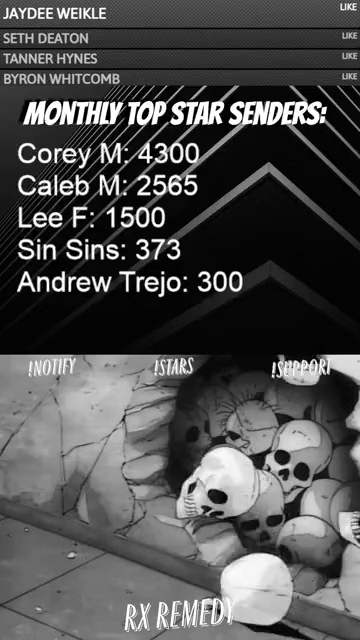 JAYDEE WEIKLE LIKE
SETH DEATON LIKE
TANNER HYNES LIKE
BYRON WHITCOMB LIKE
MONTHLY TOP STAR SENDERS:
Corey M: 4300
Caleb M: 2565
Lee F: 1500
Sin Sins: 373
Andrew Trejo: 300
!NOTIFY !STARS !SUPPORT
RX REMEDY